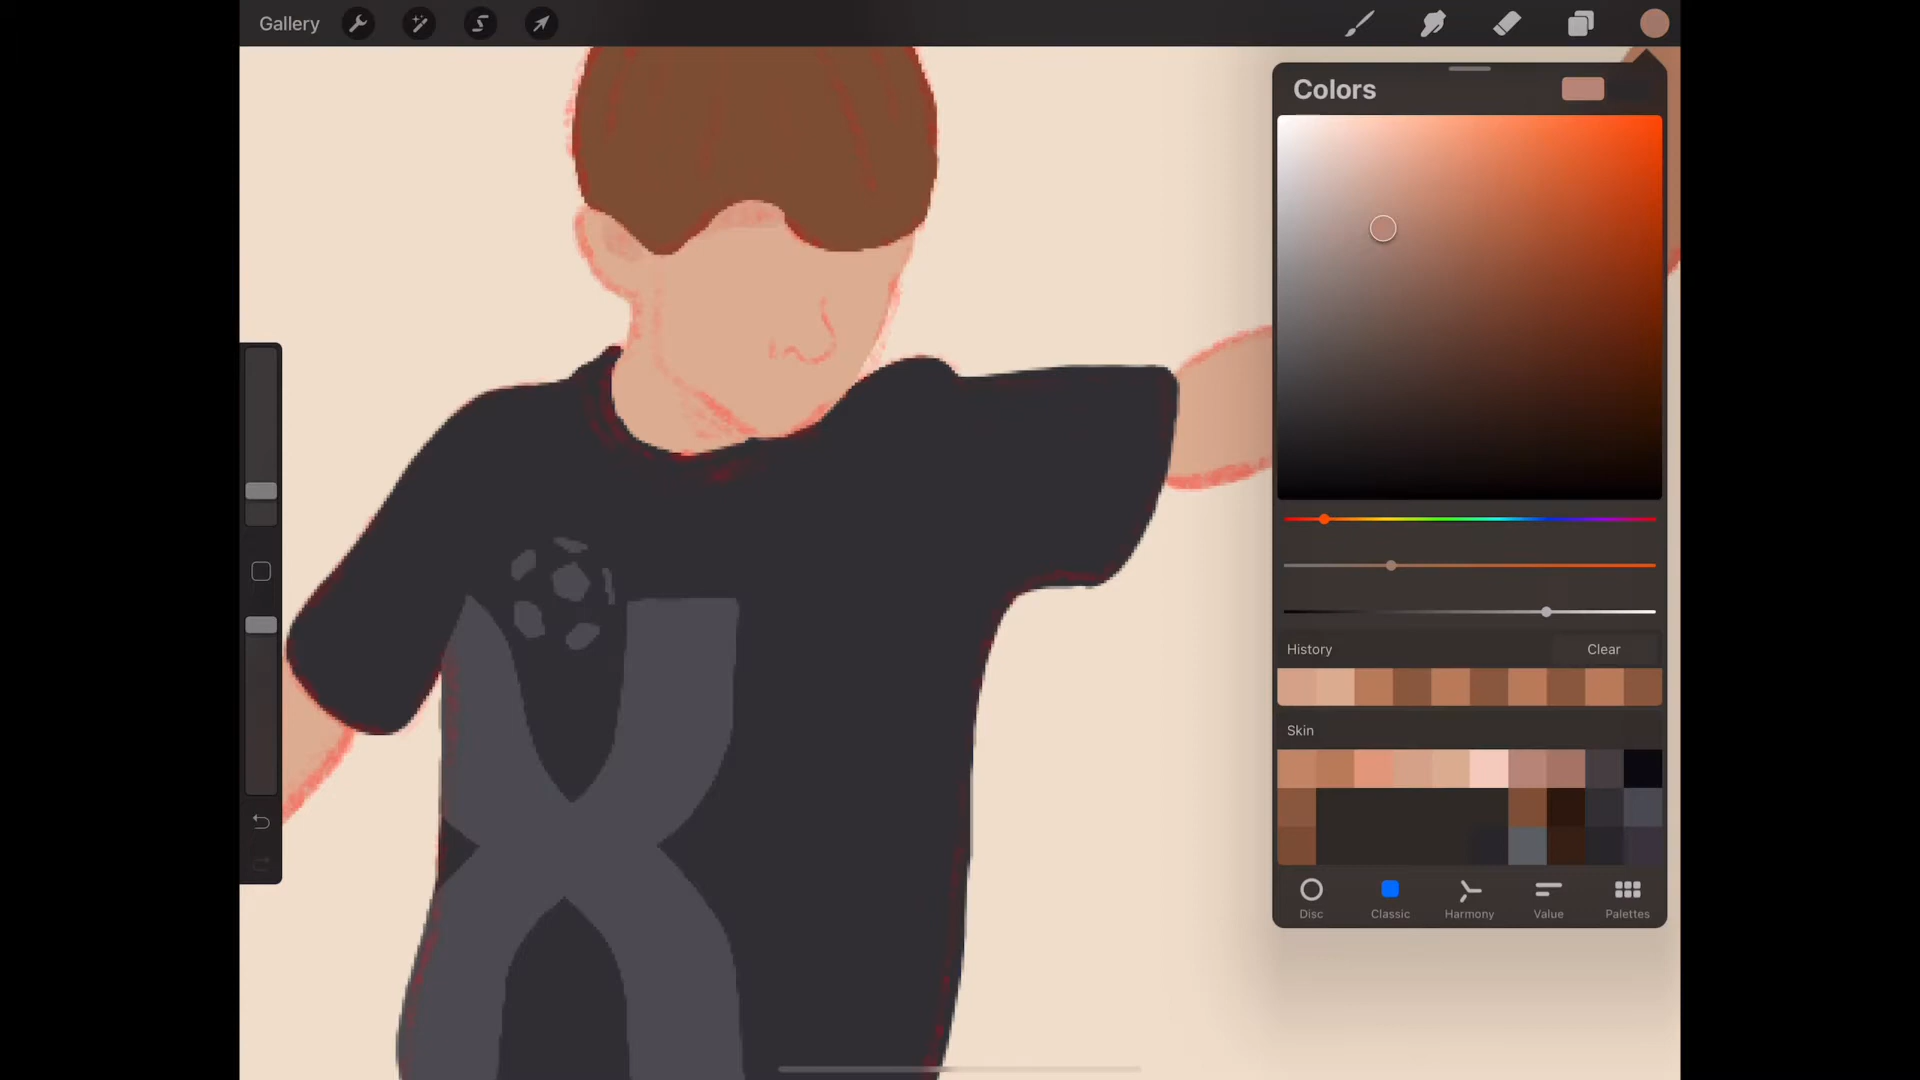 Gallery
Colors
History
Clear
Skin
Disc
Classic
Harmony
Value
Palettes